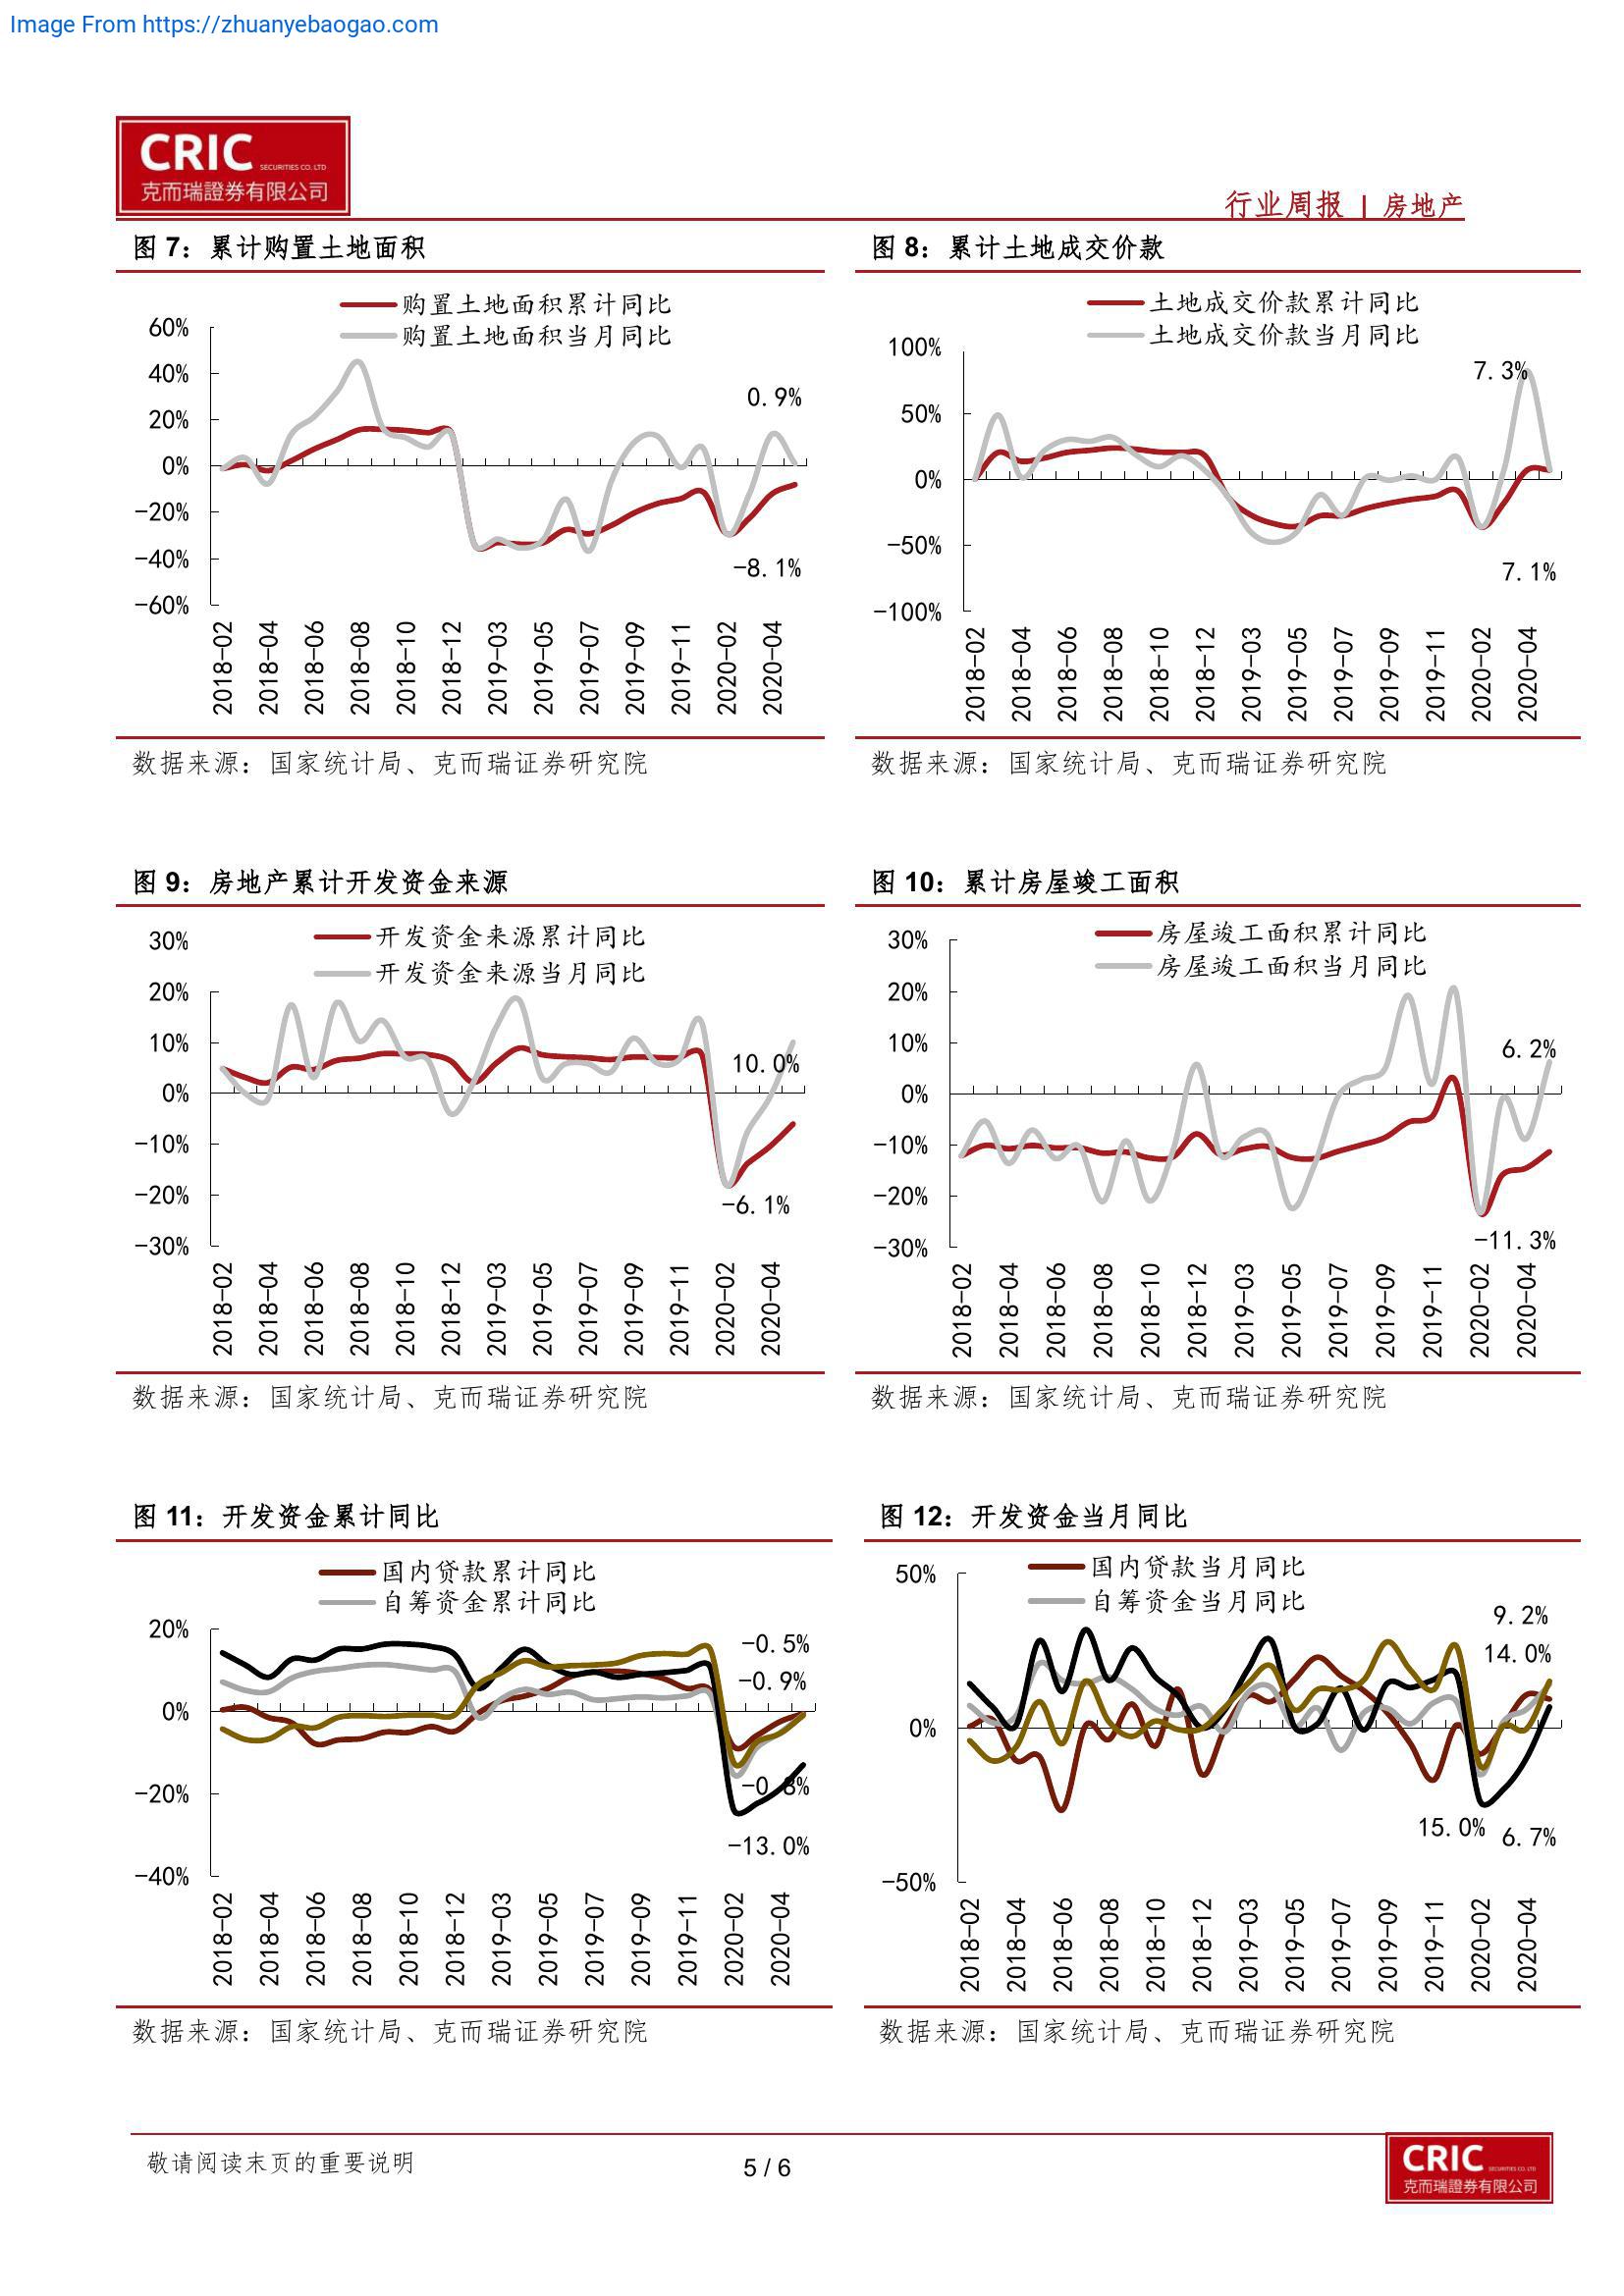 Image From https://zhuanyebaogao.com
CRIC SECURITIES CO. LTD
克而瑞證券有限公司
行业周报 | 房地产
图 7：累计购置土地面积
购置土地面积累计同比
购置土地面积当月同比
60%
40%
20%
0%
-20%
-40%
-60%
0.9%
-8.1%
2018-02 2018-04 2018-06 2018-08 2018-10 2018-12 2019-03 2019-05 2019-07 2019-09 2019-11 2020-02 2020-04
数据来源：国家统计局、克而瑞证券研究院
图 8：累计土地成交价款
土地成交价款累计同比
土地成交价款当月同比
100%
50%
0%
-50%
-100%
7.3%
7.1%
2018-02 2018-04 2018-06 2018-08 2018-10 2018-12 2019-03 2019-05 2019-07 2019-09 2019-11 2020-02 2020-04
数据来源：国家统计局、克而瑞证券研究院
图 9：房地产累计开发资金来源
开发资金来源累计同比
开发资金来源当月同比
30%
20%
10%
0%
-10%
-20%
-30%
10.0%
-6.1%
2018-02 2018-04 2018-06 2018-08 2018-10 2018-12 2019-03 2019-05 2019-07 2019-09 2019-11 2020-02 2020-04
数据来源：国家统计局、克而瑞证券研究院
图 10：累计房屋竣工面积
房屋竣工面积累计同比
房屋竣工面积当月同比
30%
20%
10%
0%
-10%
-20%
-30%
6.2%
-11.3%
2018-02 2018-04 2018-06 2018-08 2018-10 2018-12 2019-03 2019-05 2019-07 2019-09 2019-11 2020-02 2020-04
数据来源：国家统计局、克而瑞证券研究院
图 11：开发资金累计同比
国内贷款累计同比
自筹资金累计同比
20%
0%
-20%
-40%
-0.5%
-0.9%
-0.8%
-13.0%
2018-02 2018-04 2018-06 2018-08 2018-10 2018-12 2019-03 2019-05 2019-07 2019-09 2019-11 2020-02 2020-04
数据来源：国家统计局、克而瑞证券研究院
图 12：开发资金当月同比
国内贷款当月同比
自筹资金当月同比
50%
0%
-50%
9.2%
14.0%
15.0%
6.7%
2018-02 2018-04 2018-06 2018-08 2018-10 2018-12 2019-03 2019-05 2019-07 2019-09 2019-11 2020-02 2020-04
数据来源：国家统计局、克而瑞证券研究院
敬请阅读末页的重要说明
5 / 6
CRIC SECURITIES CO. LTD
克而瑞證券有限公司